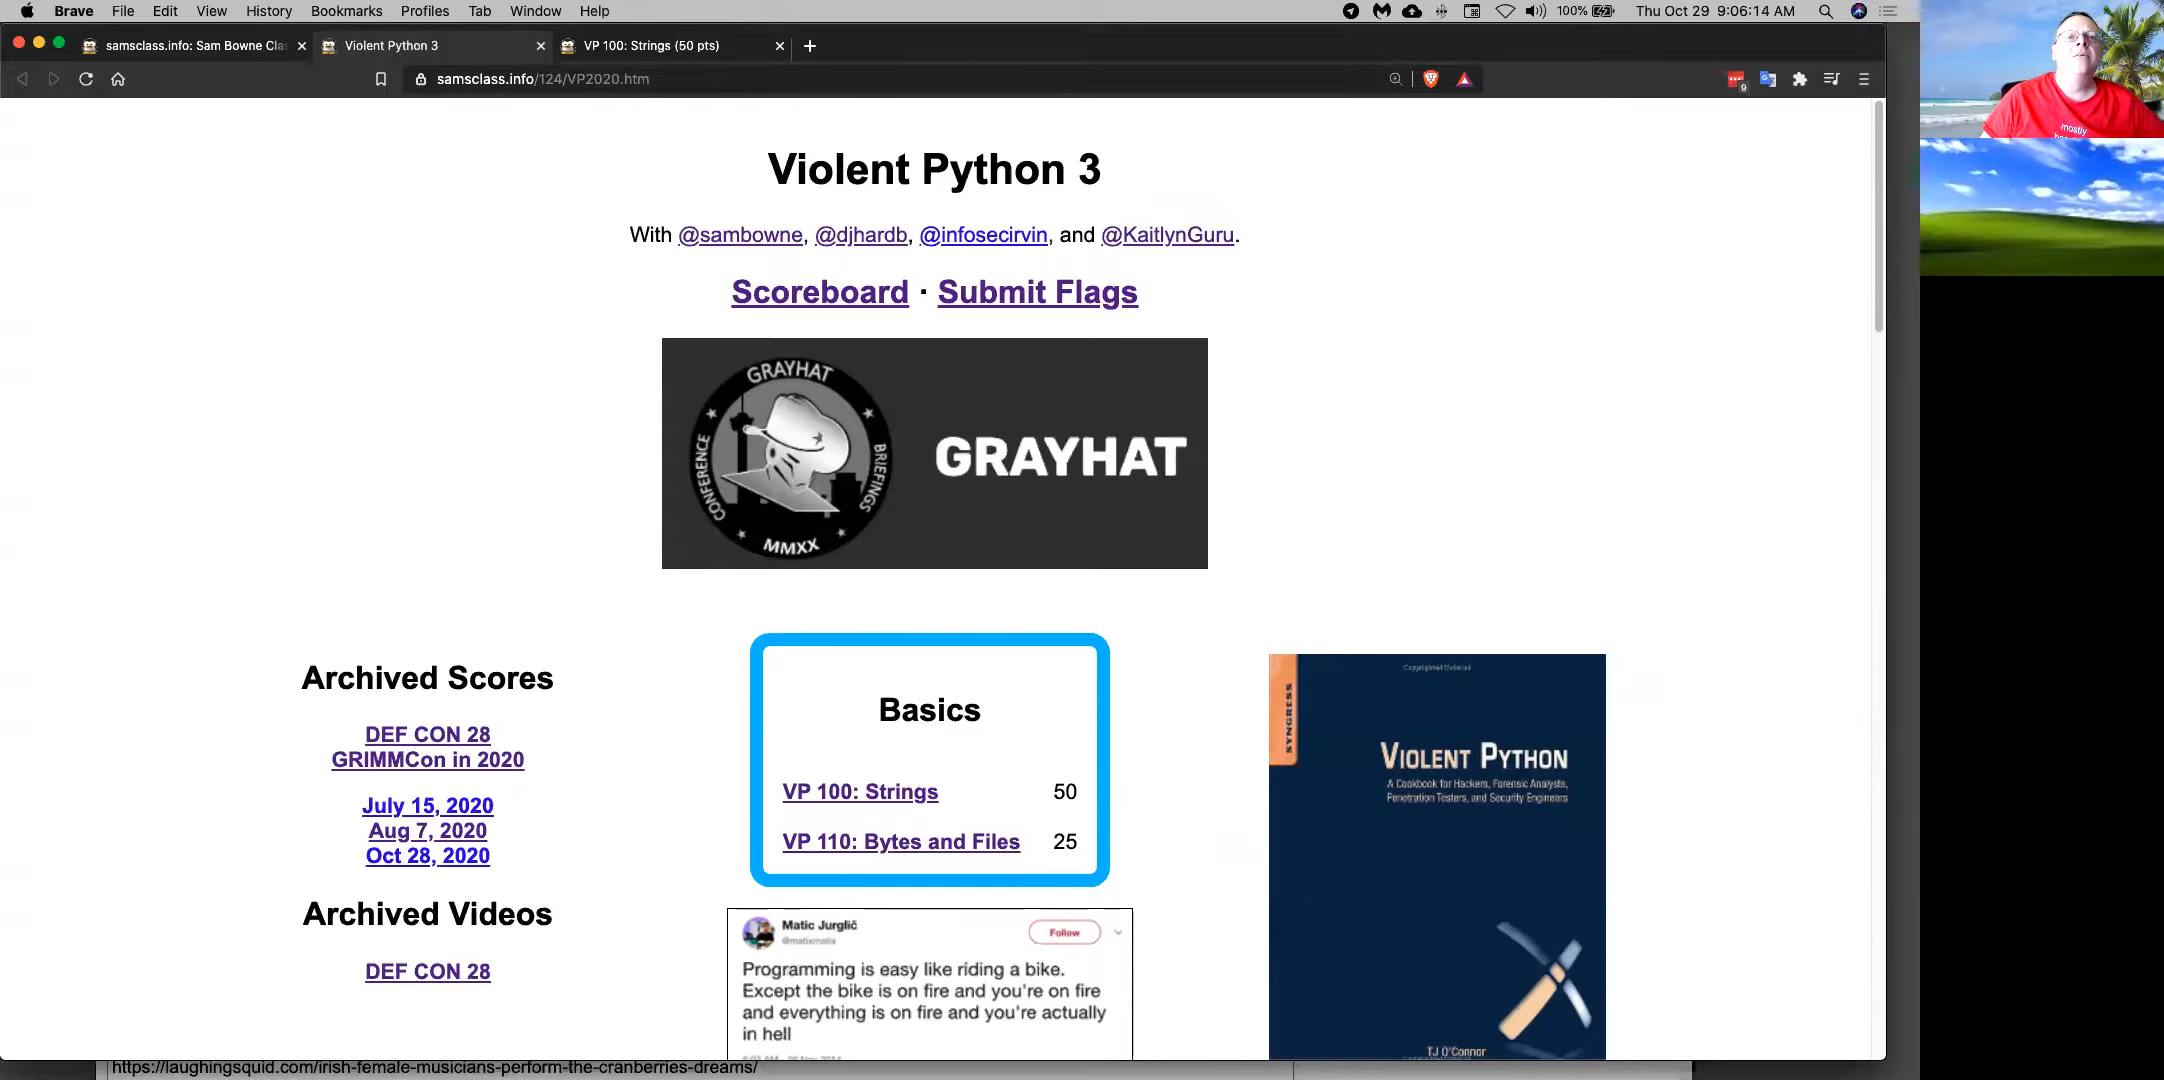 Brave File Edit View History Bookmarks Profiles Tab Window Help
100% Thu Oct 29 9:06:14 AM
samsclass.info: Sam Bowne Cla
Violent Python 3
VP 100: Strings (50 pts)
samsclass.info/124/VP2020.htm
9
mostly
Violent Python 3
With @sambowne, @djhardb, @infosecirvin, and @KaitlynGuru.
Scoreboard · Submit Flags
GRAYHAT
CONFERENCE
BRIEFINGS
MMXX
GRAYHAT
Archived Scores
DEF CON 28
GRIMMCon in 2020
July 15, 2020
Aug 7, 2020
Oct 28, 2020
Archived Videos
DEF CON 28
Basics
VP 100: Strings 50
VP 110: Bytes and Files 25
Matic Jurglič
@matixmatix
Follow
Programming is easy like riding a bike.
Except the bike is on fire and you're on fire
and everything is on fire and you're actually
in hell
Copyrighted Material
SYNGRESS
VIOLENT PYTHON
A Cookbook for Hackers, Forensic Analysts,
Penetration Testers, and Security Engineers
TJ O'Connor
https://laughingsquid.com/irish-female-musicians-perform-the-cranberries-dreams/